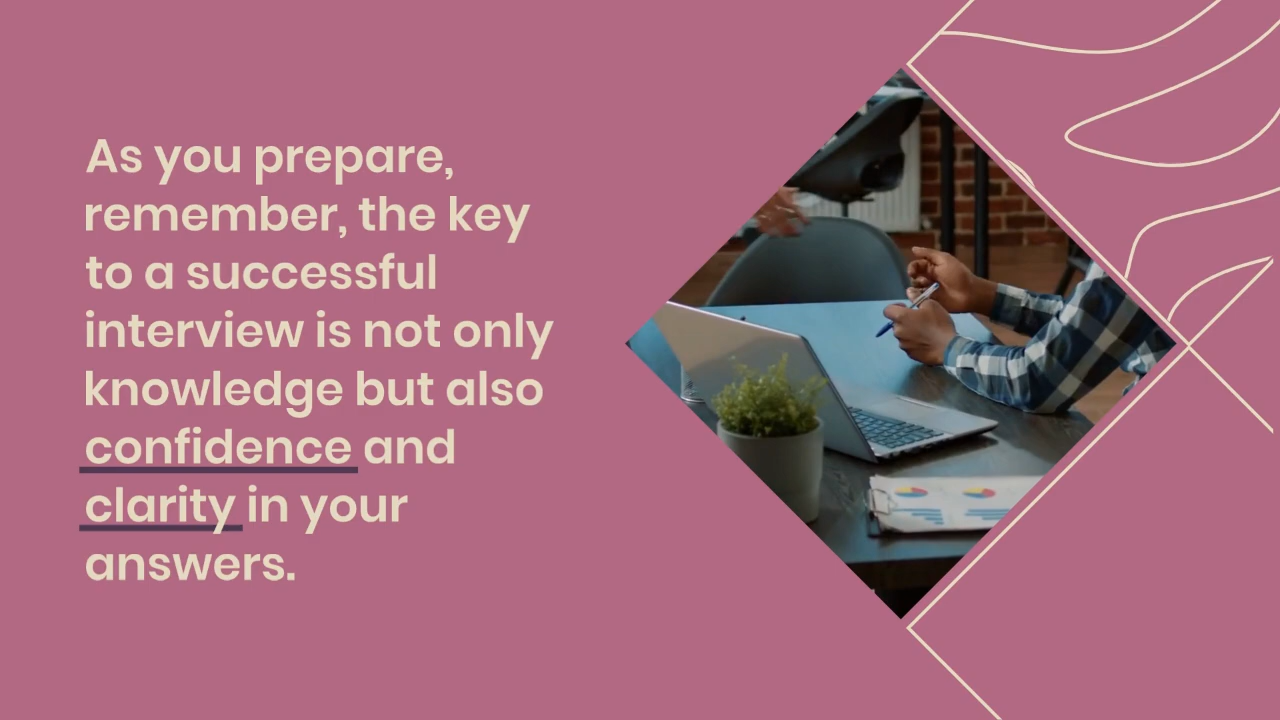 As you prepare,
remember, the key
to a successful
interview is not only
knowledge but also
confidence and
clarity in your
answers.